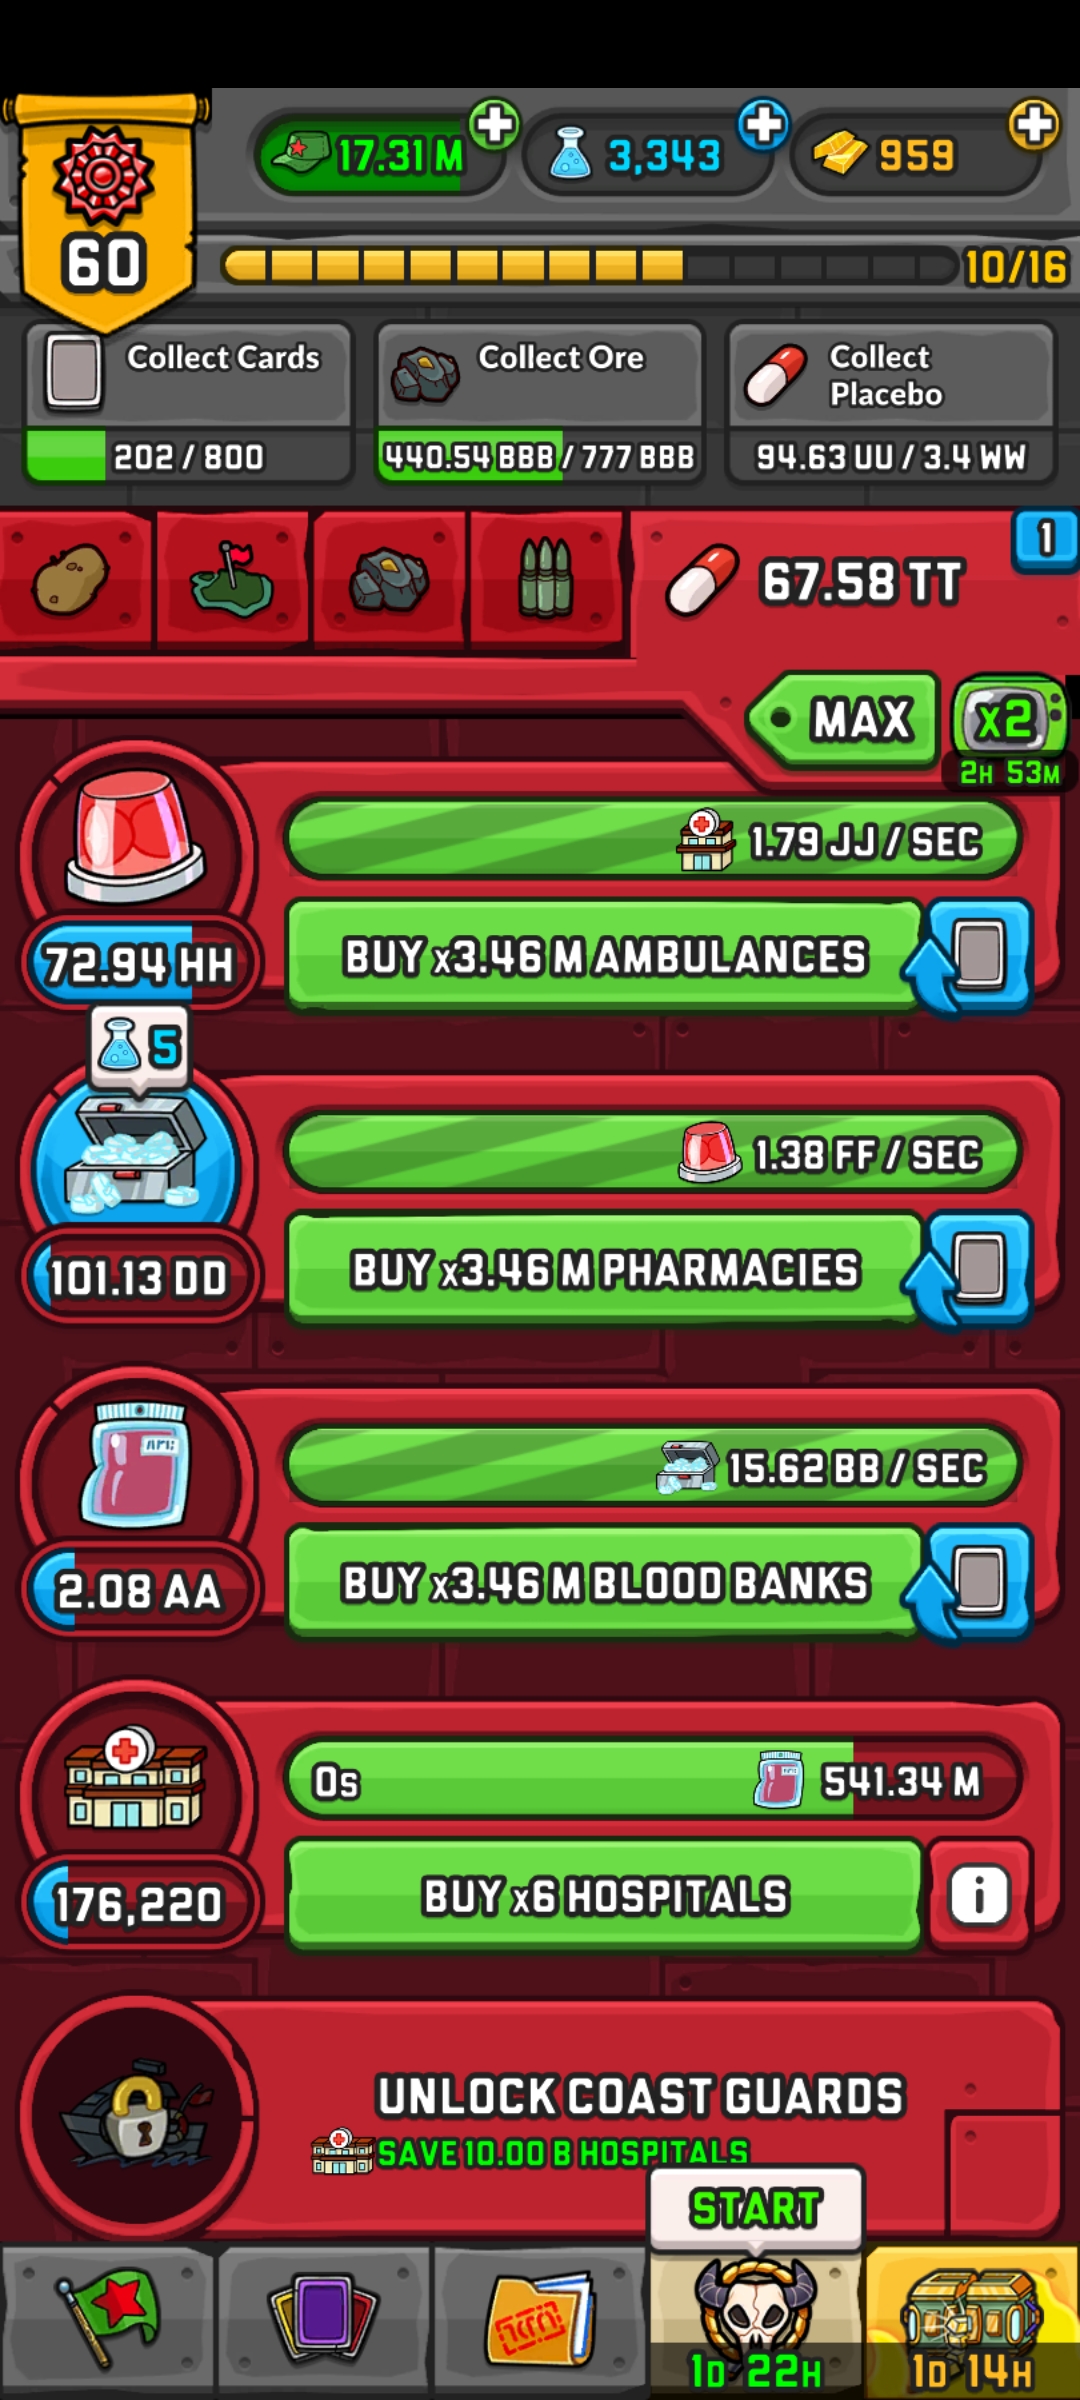 60
17.31 M
3,343
959
10/16
Collect Cards
202 / 800
Collect Ore
440.54 BBB / 777 BBB
Collect
Placebo
94.63 UU / 3.4 WW
67.58 TT
1
MAX
x2
2H 53M
72.94 HH
1.79 JJ / SEC
BUY x3.46 M AMBULANCES
5
101.13 DD
1.38 FF / SEC
BUY x3.46 M PHARMACIES
2.08 AA
15.62 BB / SEC
BUY x3.46 M BLOOD BANKS
176,220
0s
541.34 M
BUY x6 HOSPITALS
i
UNLOCK COAST GUARDS
SAVE 10.00 B HOSPITALS
START
1D 22H
1D 14H